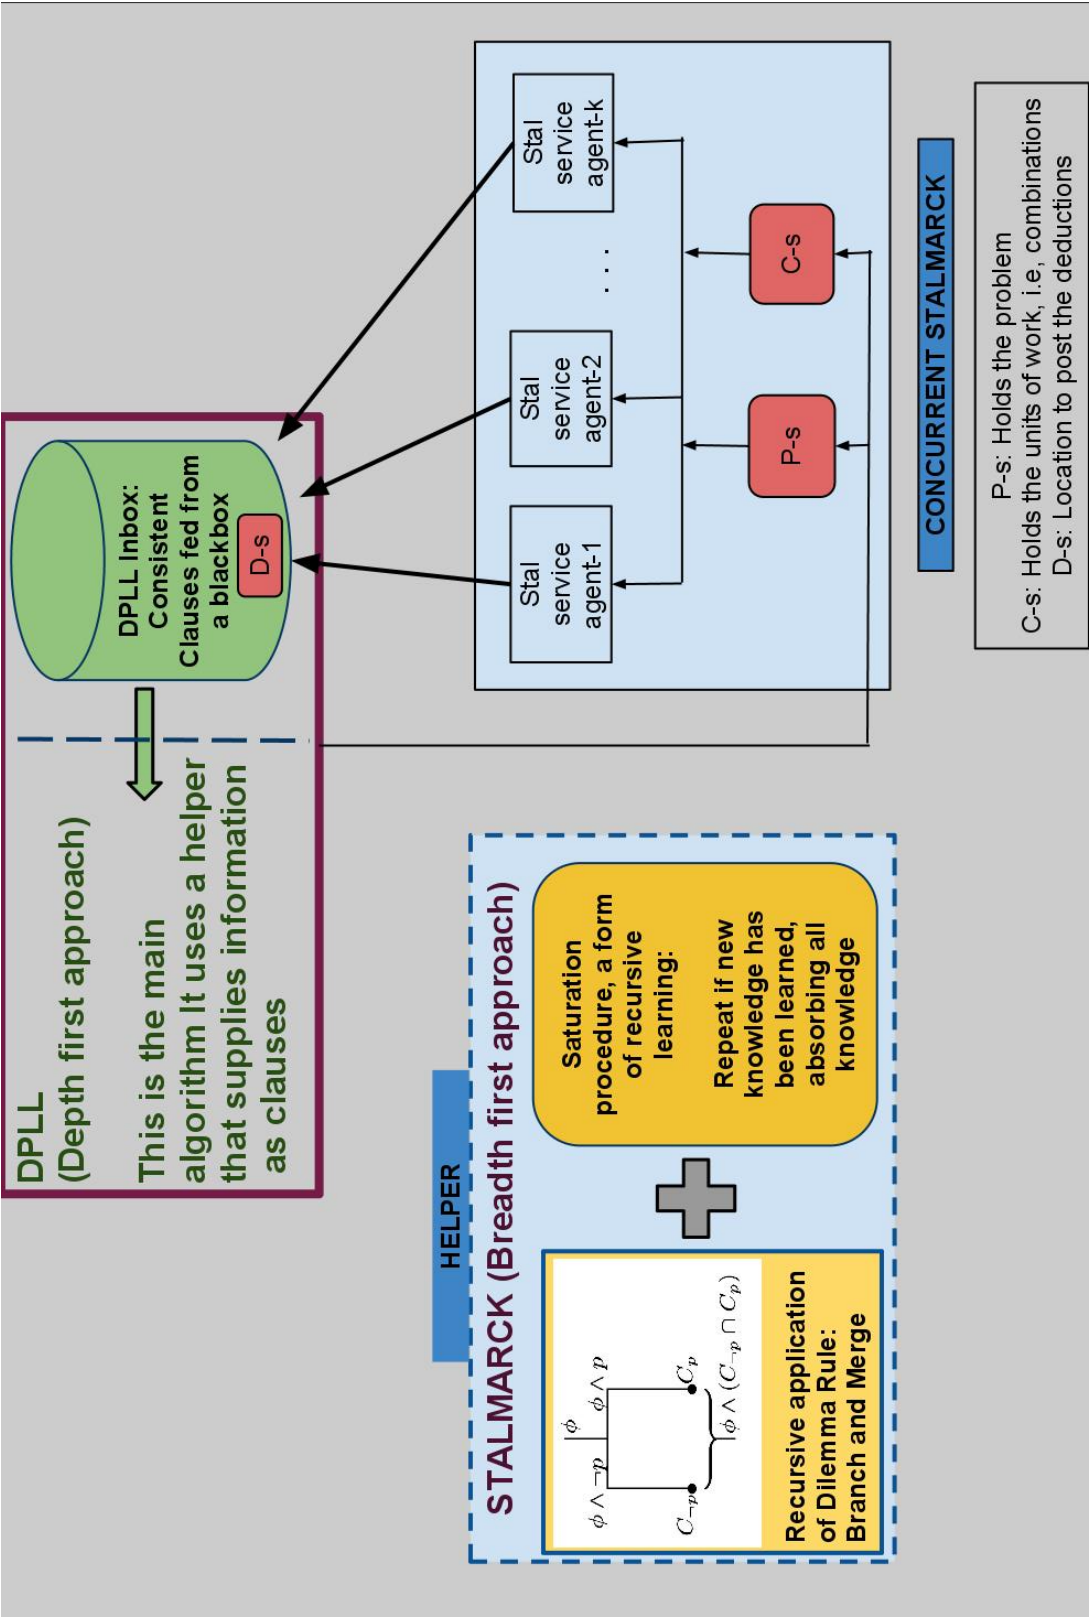 DPLL
(Depth first approach)
This is the main
algorithm It uses a helper
that supplies information
as clauses
DPLL Inbox:
Consistent
Clauses fed from
a blackbox
D-s
HELPER
STALMARCK (Breadth first approach)
ϕ
ϕ ∧ ¬p
ϕ ∧ p
C¬p
Cp
ϕ ∧ (C¬p ∩ Cp)
Recursive application
of Dilemma Rule:
Branch and Merge
Saturation
procedure, a form
of recursive
learning:
Repeat if new
knowledge has
been learned,
absorbing all
knowledge
Stal
service
agent-1
Stal
service
agent-2
. . .
Stal
service
agent-k
P-s
C-s
CONCURRENT STALMARCK
P-s: Holds the problem
C-s: Holds the units of work, i.e, combinations
D-s: Location to post the deductions